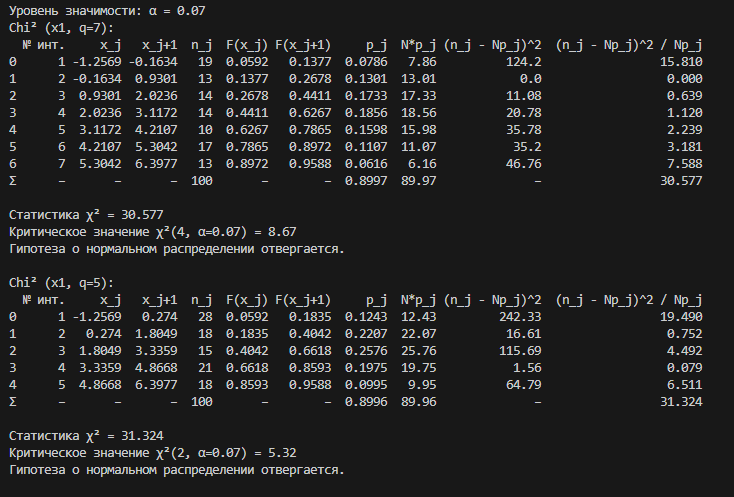 Уровень значимости: α = 0.07
Chi² (x1, q=7):
№ инт. x_j x_j+1 n_j F(x_j) F(x_j+1) p_j N*p_j (n_j - Np_j)^2 (n_j - Np_j)^2 / Np_j
0 1 -1.2569 -0.1634 19 0.0592 0.1377 0.0786 7.86 124.2 15.810
1 2 -0.1634 0.9301 13 0.1377 0.2678 0.1301 13.01 0.0 0.000
2 3 0.9301 2.0236 14 0.2678 0.4411 0.1733 17.33 11.08 0.639
3 4 2.0236 3.1172 14 0.4411 0.6267 0.1856 18.56 20.78 1.120
4 5 3.1172 4.2107 10 0.6267 0.7865 0.1598 15.98 35.78 2.239
5 6 4.2107 5.3042 17 0.7865 0.8972 0.1107 11.07 35.2 3.181
6 7 5.3042 6.3977 13 0.8972 0.9588 0.0616 6.16 46.76 7.588
Σ – – – 100 – – 0.8997 89.97 – 30.577
Статистика χ² = 30.577
Критическое значение χ²(4, α=0.07) = 8.67
Гипотеза о нормальном распределении отвергается.
Chi² (x1, q=5):
№ инт. x_j x_j+1 n_j F(x_j) F(x_j+1) p_j N*p_j (n_j - Np_j)^2 (n_j - Np_j)^2 / Np_j
0 1 -1.2569 0.274 28 0.0592 0.1835 0.1243 12.43 242.33 19.490
1 2 0.274 1.8049 18 0.1835 0.4042 0.2207 22.07 16.61 0.752
2 3 1.8049 3.3359 15 0.4042 0.6618 0.2576 25.76 115.69 4.492
3 4 3.3359 4.8668 21 0.6618 0.8593 0.1975 19.75 1.56 0.079
4 5 4.8668 6.3977 18 0.8593 0.9588 0.0995 9.95 64.79 6.511
Σ – – – 100 – – 0.8996 89.96 – 31.324
Статистика χ² = 31.324
Критическое значение χ²(2, α=0.07) = 5.32
Гипотеза о нормальном распределении отвергается.